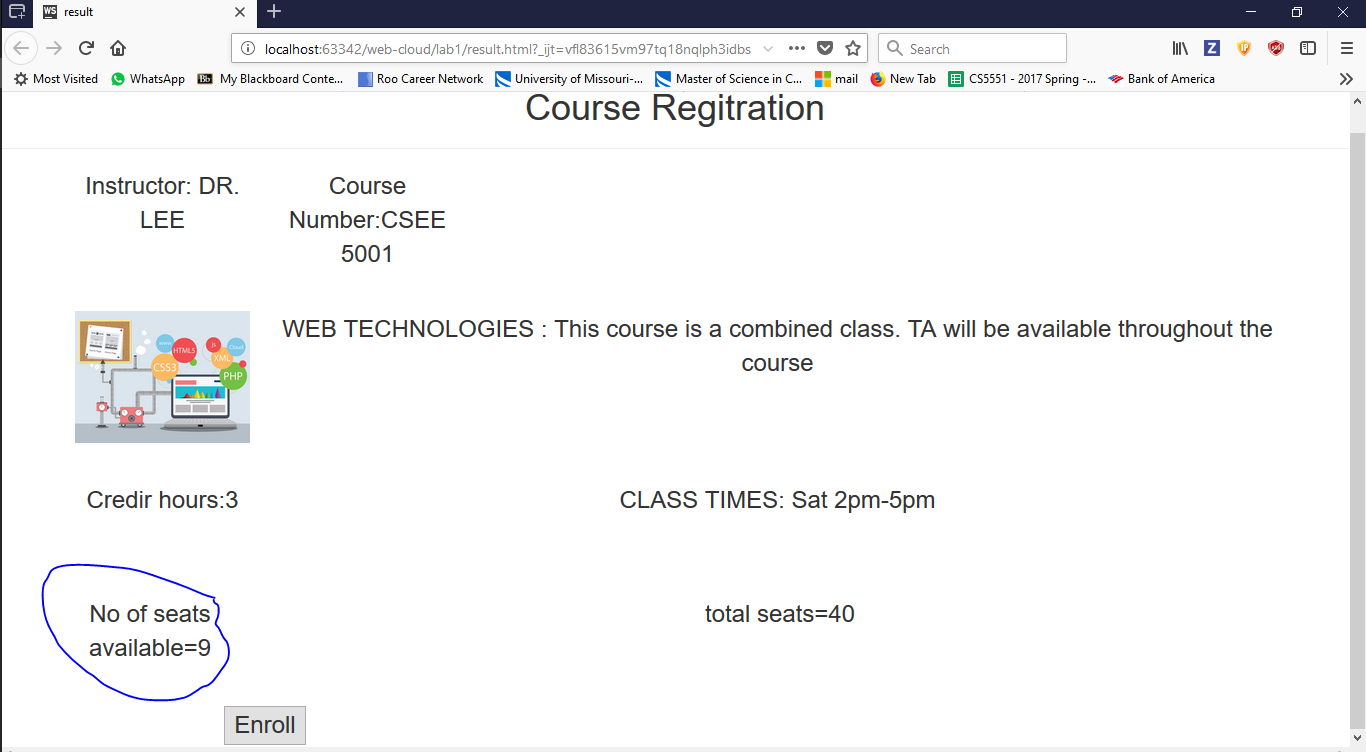 result
localhost:63342/web-cloud/lab1/result.html?_ijt=vfl83615vm97tq18nqlph3idbs
Search
Most Visited WhatsApp Bb My Blackboard Conte... Roo Career Network University of Missouri-... Master of Science in C... mail New Tab CS5551 - 2017 Spring -... Bank of America
Course Regitration
Instructor: DR.
LEE
Course
Number:CSEE
5001
WEB TECHNOLOGIES : This course is a combined class. TA will be available throughout the
course
HTML5
CSS3
Js
XML
Cloud
PHP
Credir hours:3
CLASS TIMES: Sat 2pm-5pm
No of seats
available=9
total seats=40
Enroll